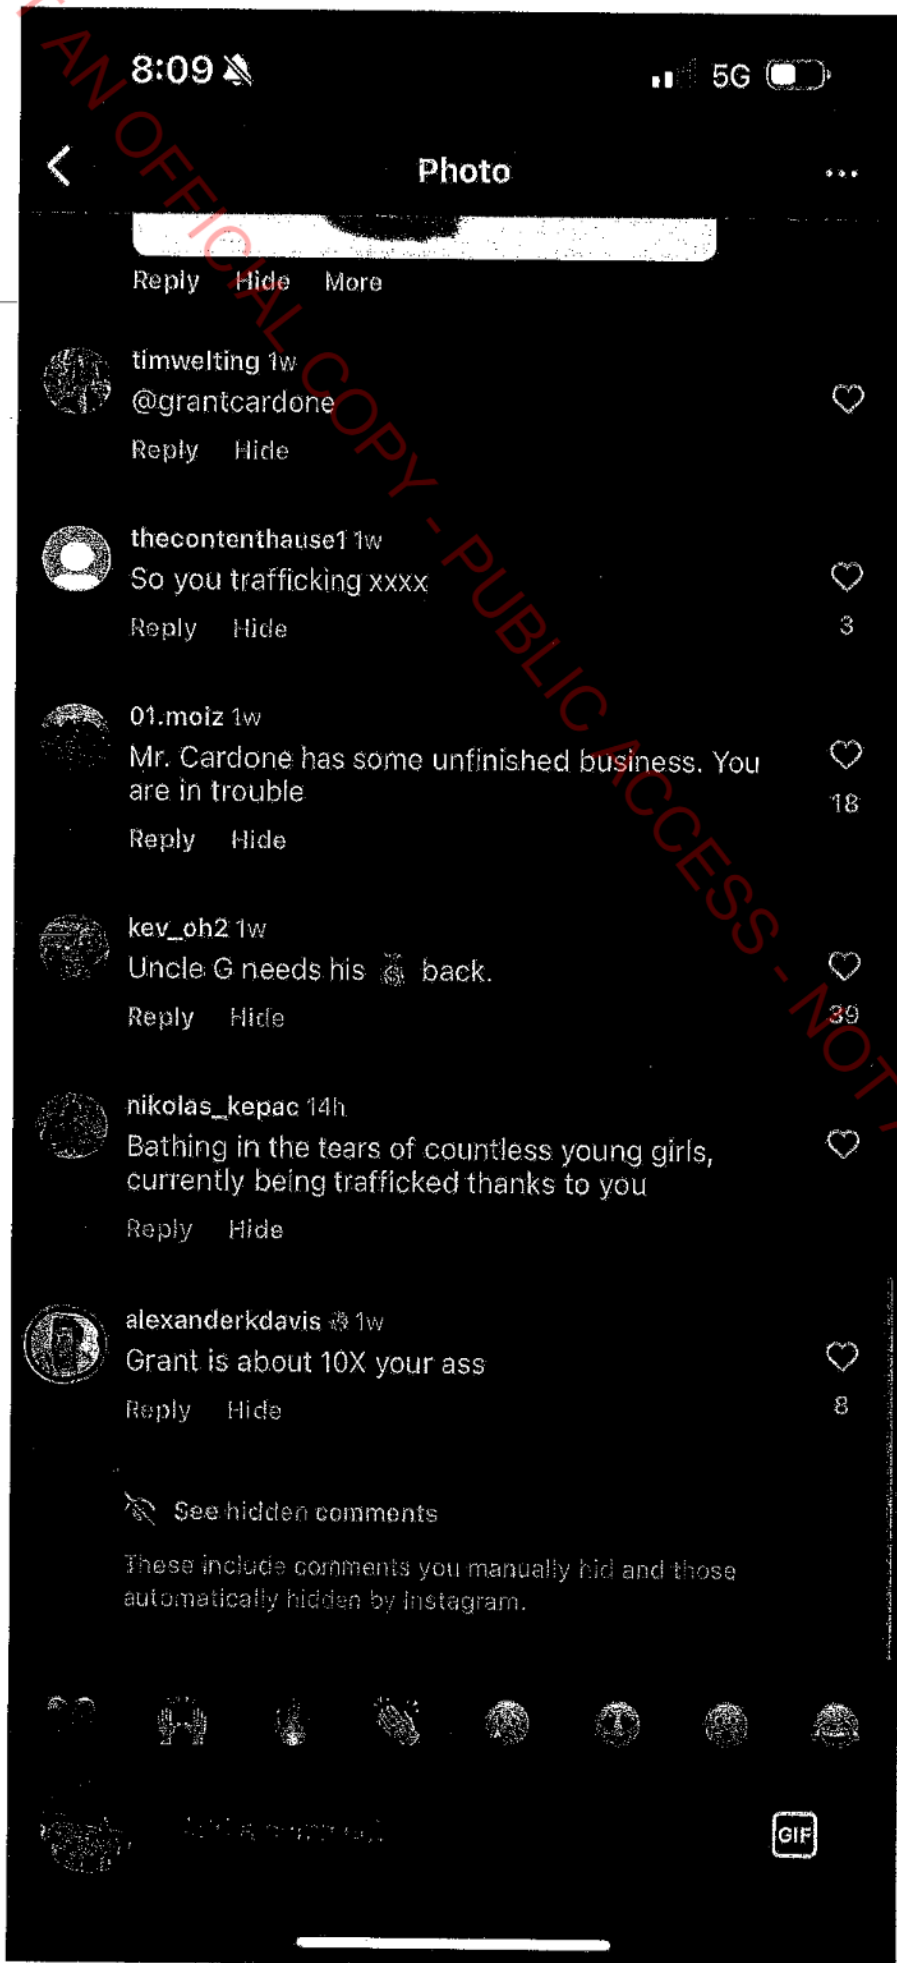 8:09
5G
Photo
...
Reply Hide More
timwelting 1w
@grantcardone
Reply Hide
thecontenthause1 1w
So you trafficking xxxx
Reply Hide
3
01.moiz 1w
Mr. Cardone has some unfinished business. You
are in trouble
18
Reply Hide
kev_oh2 1w
Uncle G needs his 💰 back.
Reply Hide
39
nikolas_kepac 14h
Bathing in the tears of countless young girls,
currently being trafficked thanks to you
Reply Hide
alexanderkdavis 1w
Grant is about 10X your ass
Reply Hide
8
See hidden comments
These include comments you manually hid and those
automatically hidden by Instagram.
GIF
AN OFFICIAL COPY - PUBLIC ACCESS - NOT